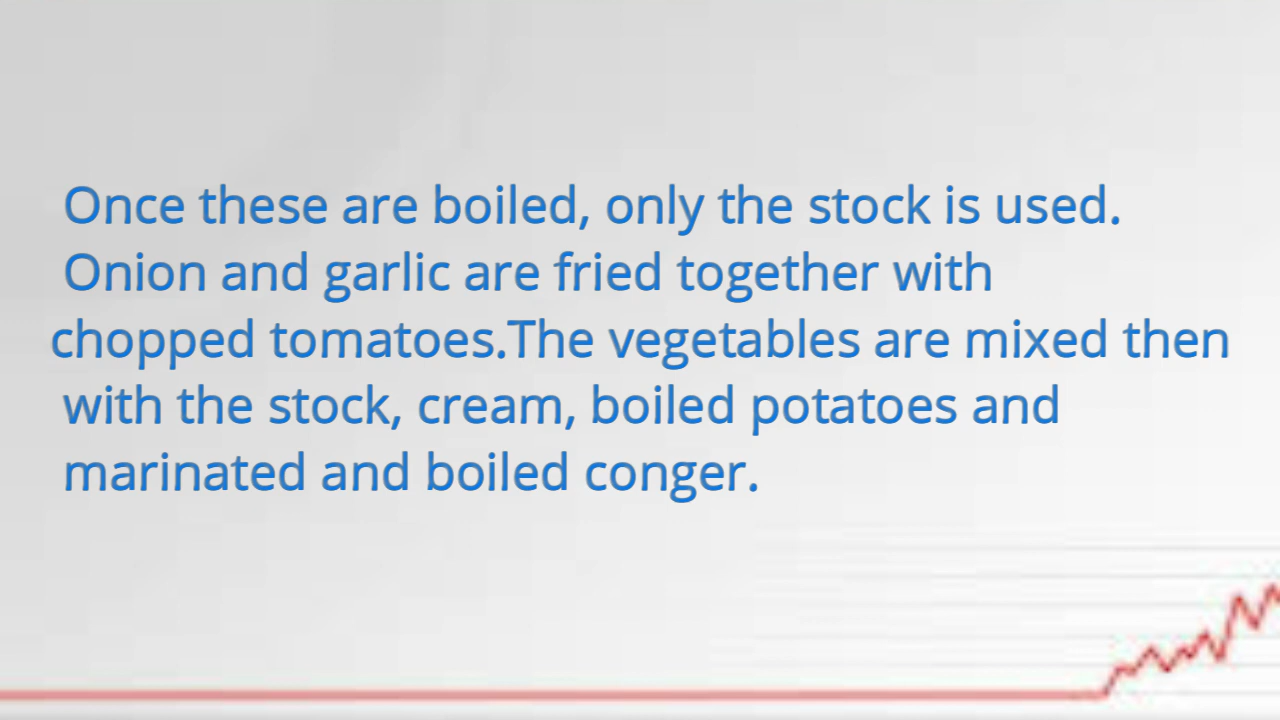 Once these are boiled, only the stock is used.
Onion and garlic are fried together with
chopped tomatoes.The vegetables are mixed then
with the stock, cream, boiled potatoes and
marinated and boiled conger.